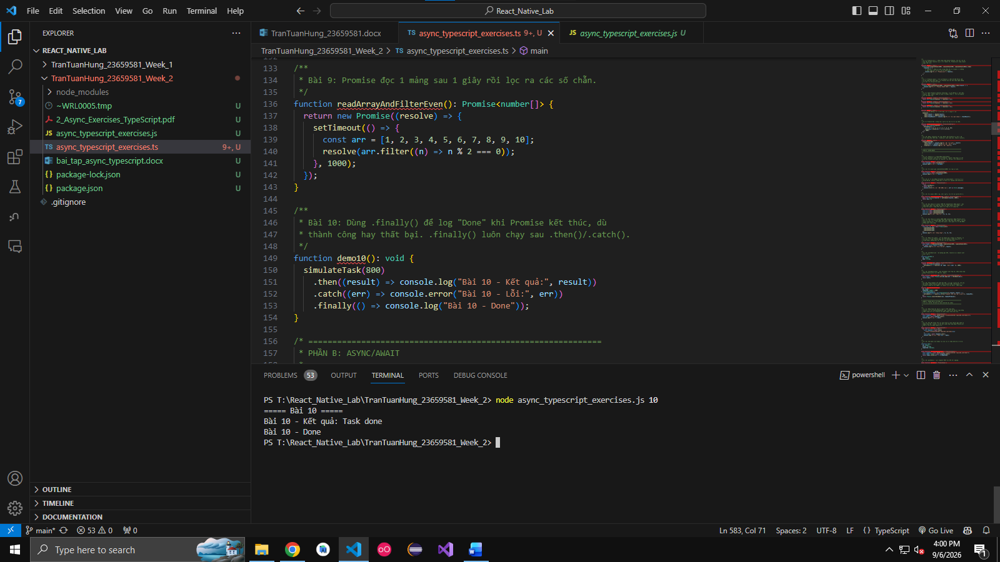 File Edit Selection View Go Run Terminal Help
React_Native_Lab
EXPLORER
REACT_NATIVE_LAB
TranTuanHung_23659581_Week_1
TranTuanHung_23659581_Week_2
node_modules
~WRL0005.tmp U
2_Async_Exercises_TypeScript.pdf U
JS async_typescript_exercises.js U
TS async_typescript_exercises.ts 9+, U
bai_tap_async_typescript.docx U
{} package-lock.json U
{} package.json U
.gitignore
OUTLINE
TIMELINE
DOCUMENTATION
TranTuanHung_23659581.docx
TS async_typescript_exercises.ts 9+, U
JS async_typescript_exercises.js U
TranTuanHung_23659581_Week_2 > TS async_typescript_exercises.ts > main
133 /**
134 * Bài 9: Promise đọc 1 mảng sau 1 giây rồi lọc ra các số chẵn.
135 */
136 function readArrayAndFilterEven(): Promise<number[]> {
137 return new Promise((resolve) => {
138 setTimeout(() => {
139 const arr = [1, 2, 3, 4, 5, 6, 7, 8, 9, 10];
140 resolve(arr.filter((n) => n % 2 === 0));
141 }, 1000);
142 });
143 }
144
145 /**
146 * Bài 10: Dùng .finally() để log "Done" khi Promise kết thúc, dù
147 * thành công hay thất bại. .finally() luôn chạy sau .then()/.catch().
148 */
149 function demo10(): void {
150 simulateTask(800)
151 .then((result) => console.log("Bài 10 - Kết quả:", result))
152 .catch((err) => console.error("Bài 10 - Lỗi:", err))
153 .finally(() => console.log("Bài 10 - Done"));
154 }
155
156 /* =============================================================
157 * PHẦN B: ASYNC/AWAIT
PROBLEMS 53 OUTPUT TERMINAL PORTS DEBUG CONSOLE
powershell
PS T:\React_Native_Lab\TranTuanHung_23659581_Week_2> node async_typescript_exercises.js 10
===== Bài 10 =====
Bài 10 - Kết quả: Task done
Bài 10 - Done
PS T:\React_Native_Lab\TranTuanHung_23659581_Week_2>
7
main* 53 0 0
Ln 583, Col 71 Spaces: 2 UTF-8 LF {} TypeScript Go Live
Type here to search
4:00 PM
9/6/2026
1